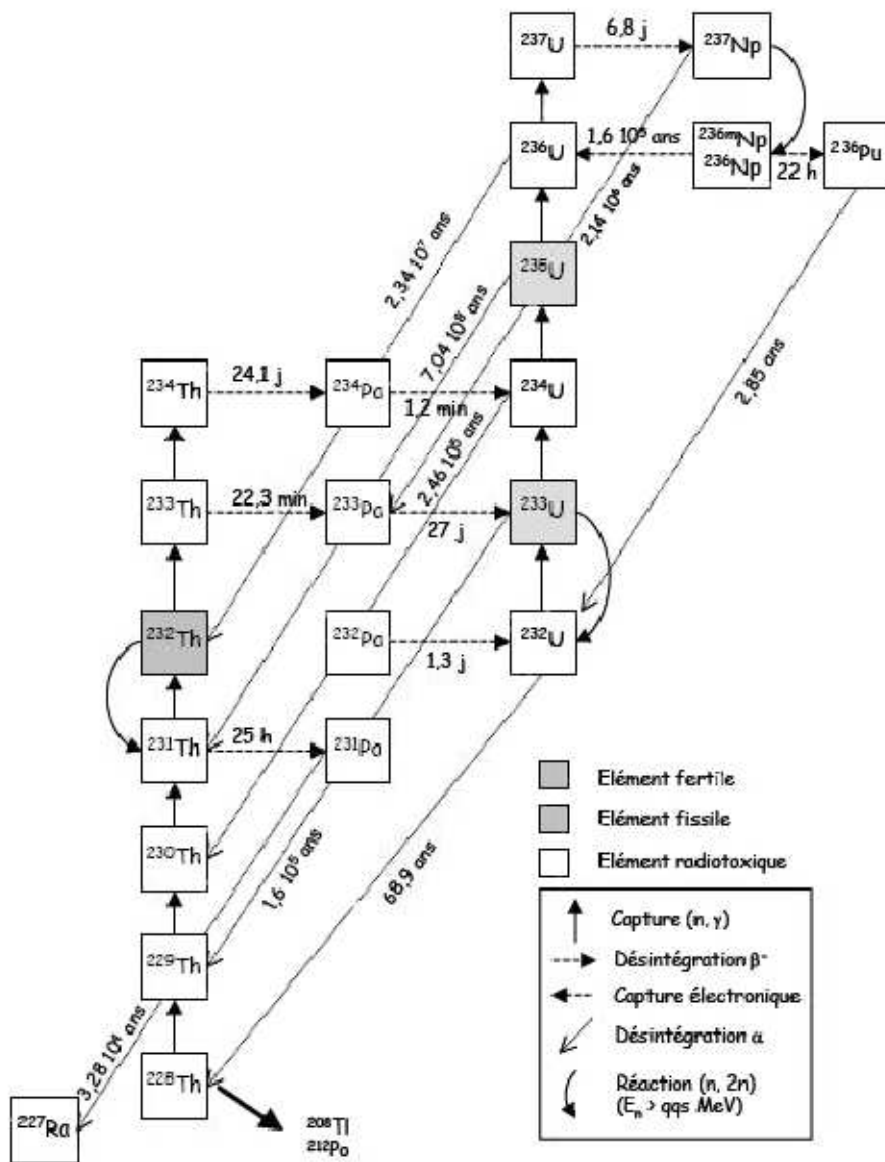 ²³⁷U
6,8 j
²³⁷Np
²³⁶U
1,6 10⁵ ans
²³⁶ᵐNp
²³⁶Np
22 h
²³⁶Pu
2,14 10⁶ ans
2,34 10⁷ ans
²³⁵U
7,04 10⁸ ans
2,85 ans
²³⁴Th
24,1 j
²³⁴Pa
1,2 min
²³⁴U
2,46 10⁵ ans
²³³Th
22,3 min
²³³Pa
27 j
²³³U
²³²Th
²³²Pa
1,3 j
²³²U
²³¹Th
25 h
²³¹Pa
²³⁰Th
1,6 10⁵ ans
68,9 ans
²²⁹Th
3,28 10⁴ ans
²²⁸Th
²²⁷Ra
²⁰⁸Tl
²¹²Po
Elément fertile
Elément fissile
Elément radiotoxique
Capture (n, γ)
Désintégration β⁻
Capture électronique
Désintégration α
Réaction (n, 2n)
(Eₙ > qqs MeV)